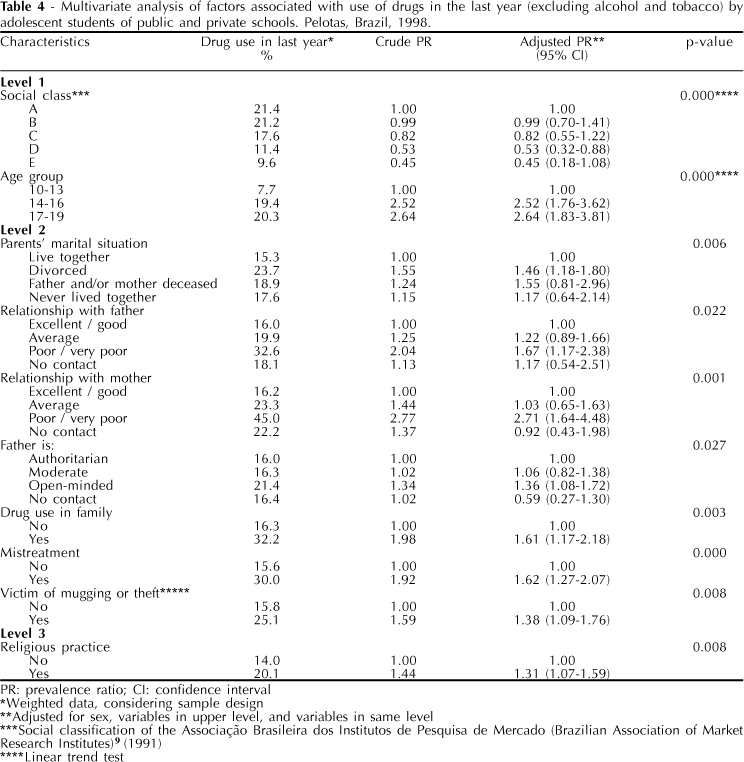 Table 4 - Multivariate analysis of factors associated with use of drugs in the last year (excluding alcohol and tobacco) by
adolescent students of public and private schools. Pelotas, Brazil, 1998.
Characteristics Drug use in last year* Crude PR Adjusted PR** p-value
% (95% CI)
Level 1
Social class*** 0.000****
A 21.4 1.00 1.00
B 21.2 0.99 0.99 (0.70-1.41)
C 17.6 0.82 0.82 (0.55-1.22)
D 11.4 0.53 0.53 (0.32-0.88)
E 9.6 0.45 0.45 (0.18-1.08)
Age group 0.000****
10-13 7.7 1.00 1.00
14-16 19.4 2.52 2.52 (1.76-3.62)
17-19 20.3 2.64 2.64 (1.83-3.81)
Level 2
Parents' marital situation 0.006
Live together 15.3 1.00 1.00
Divorced 23.7 1.55 1.46 (1.18-1.80)
Father and/or mother deceased 18.9 1.24 1.55 (0.81-2.96)
Never lived together 17.6 1.15 1.17 (0.64-2.14)
Relationship with father 0.022
Excellent / good 16.0 1.00 1.00
Average 19.9 1.25 1.22 (0.89-1.66)
Poor / very poor 32.6 2.04 1.67 (1.17-2.38)
No contact 18.1 1.13 1.17 (0.54-2.51)
Relationship with mother 0.001
Excellent / good 16.2 1.00 1.00
Average 23.3 1.44 1.03 (0.65-1.63)
Poor / very poor 45.0 2.77 2.71 (1.64-4.48)
No contact 22.2 1.37 0.92 (0.43-1.98)
Father is: 0.027
Authoritarian 16.0 1.00 1.00
Moderate 16.3 1.02 1.06 (0.82-1.38)
Open-minded 21.4 1.34 1.36 (1.08-1.72)
No contact 16.4 1.02 0.59 (0.27-1.30)
Drug use in family 0.003
No 16.3 1.00 1.00
Yes 32.2 1.98 1.61 (1.17-2.18)
Mistreatment 0.000
No 15.6 1.00 1.00
Yes 30.0 1.92 1.62 (1.27-2.07)
Victim of mugging or theft***** 0.008
No 15.8 1.00 1.00
Yes 25.1 1.59 1.38 (1.09-1.76)
Level 3
Religious practice 0.008
No 14.0 1.00 1.00
Yes 20.1 1.44 1.31 (1.07-1.59)
PR: prevalence ratio; CI: confidence interval
*Weighted data, considering sample design
**Adjusted for sex, variables in upper level, and variables in same level
***Social classification of the Associação Brasileira dos Institutos de Pesquisa de Mercado (Brazilian Association of Market
Research Institutes)9 (1991)
****Linear trend test